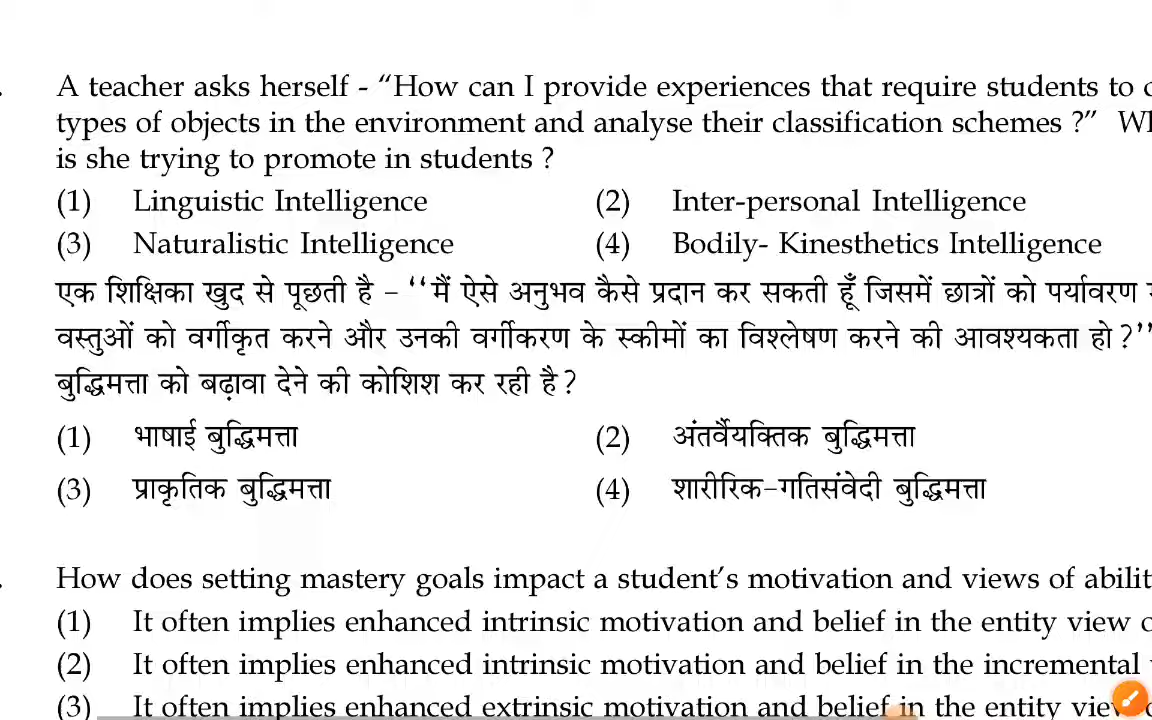 A teacher asks herself - “How can I provide experiences that require students to
types of objects in the environment and analyse their classification schemes ?”
is she trying to promote in students ?
(1) Linguistic Intelligence (2) Inter-personal Intelligence
(3) Naturalistic Intelligence (4) Bodily- Kinesthetics Intelligence
एक शिक्षिका खुद से पूछती है – ‘‘मैं ऐसे अनुभव कैसे प्रदान कर सकती हूँ जिसमें छात्रों को पर्यावरण
वस्तुओं को वर्गीकृत करने और उनकी वर्गीकरण के स्कीमों का विश्लेषण करने की आवश्यकता हो ?’’
बुद्धिमत्ता को बढ़ावा देने की कोशिश कर रही है ?
(1) भाषाई बुद्धिमत्ता (2) अंतर्वैयक्तिक बुद्धिमत्ता
(3) प्राकृतिक बुद्धिमत्ता (4) शारीरिक-गतिसंवेदी बुद्धिमत्ता
How does setting mastery goals impact a student’s motivation and views of
(1) It often implies enhanced intrinsic motivation and belief in the entity view
(2) It often implies enhanced intrinsic motivation and belief in the incremental
(3) It often implies enhanced extrinsic motivation and belief in the entity